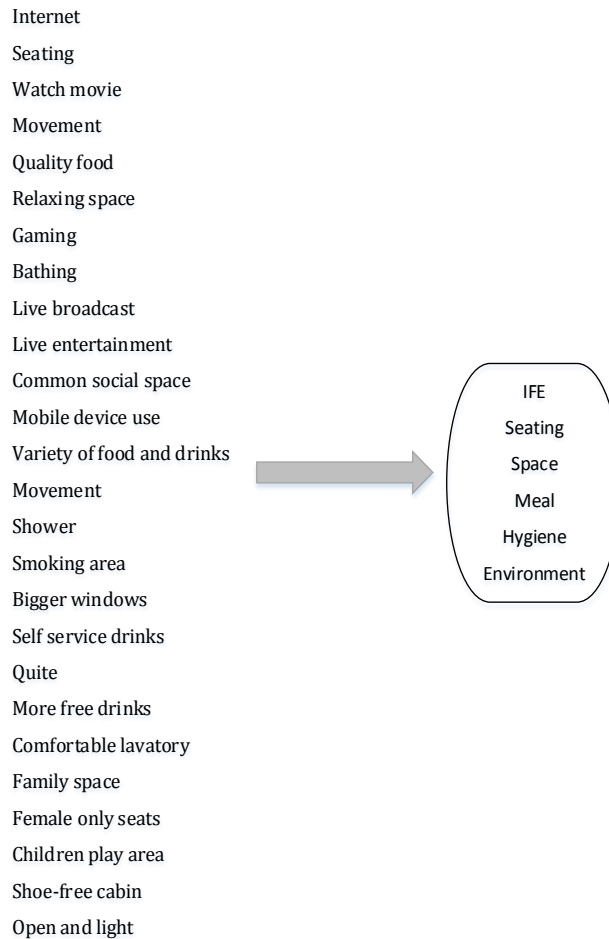 Internet
Seating
Watch movie
Movement
Quality food
Relaxing space
Gaming
Bathing
Live broadcast
Live entertainment
Common social space
Mobile device use
Variety of food and drinks
Movement
Shower
Smoking area
Bigger windows
Self service drinks
Quite
More free drinks
Comfortable lavatory
Family space
Female only seats
Children play area
Shoe-free cabin
Open and light
IFE
Seating
Space
Meal
Hygiene
Environment